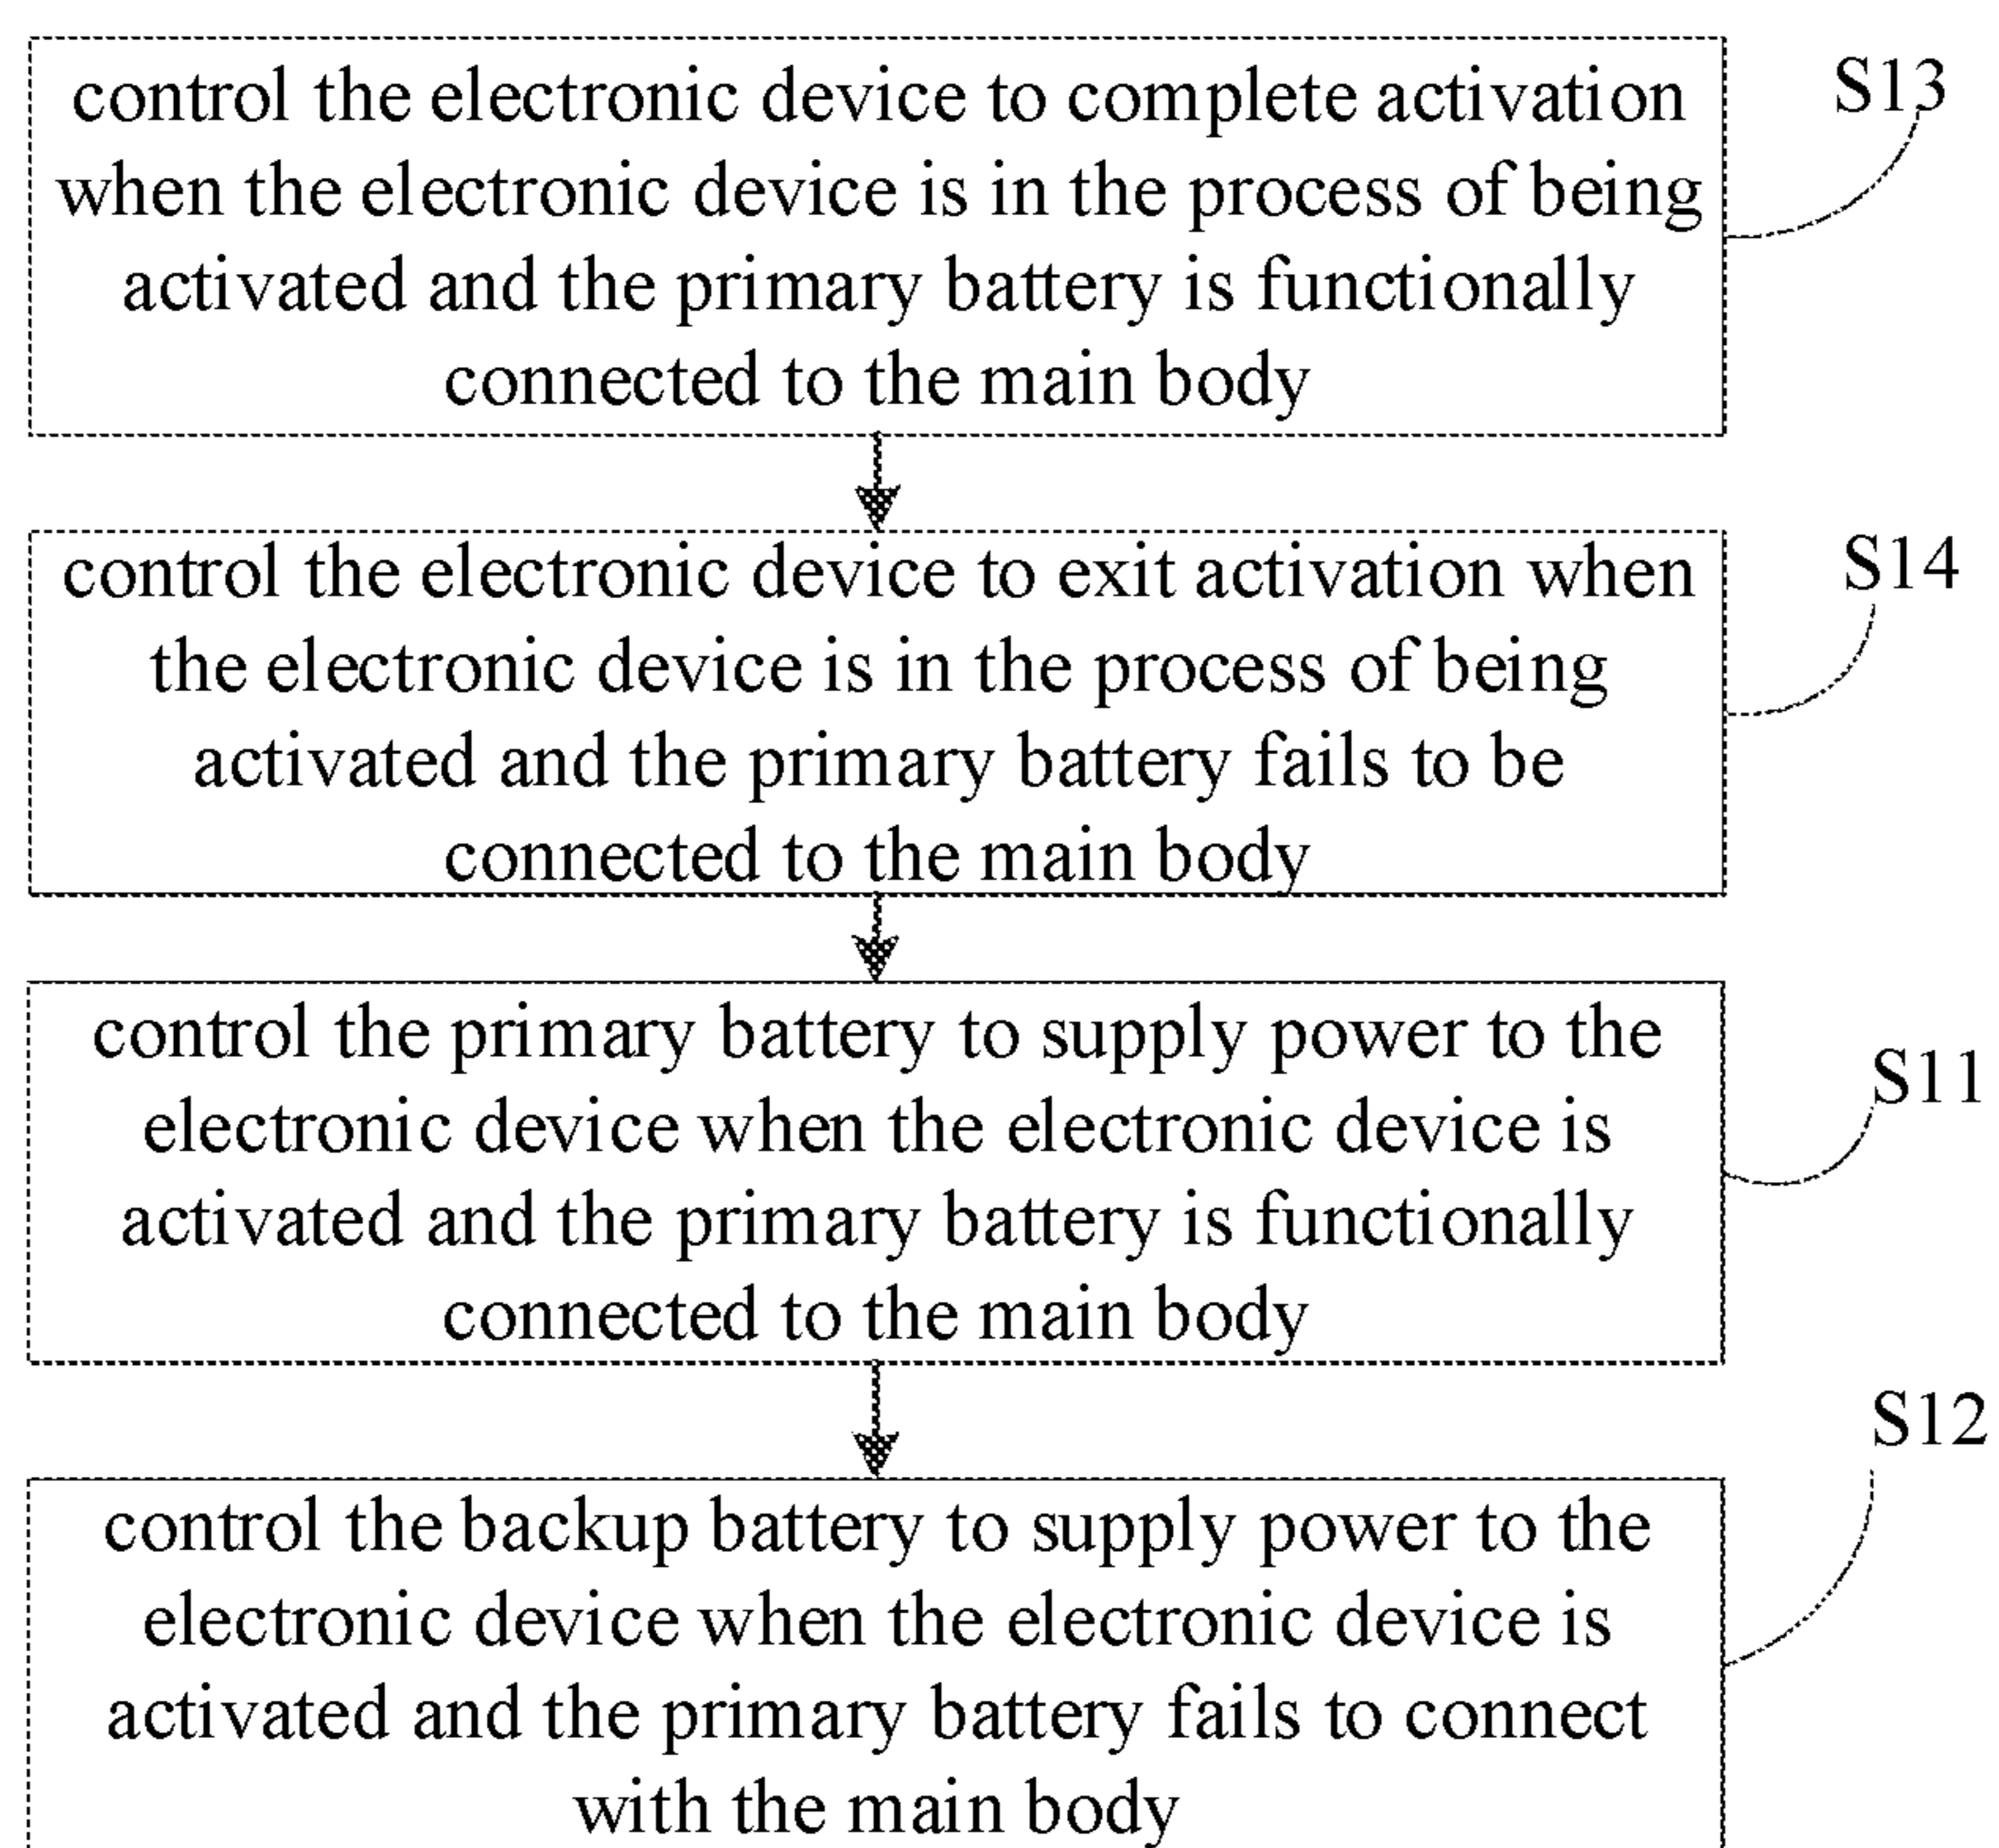 control the electronic device to complete activation
when the electronic device is in the process of being
activated and the primary battery is functionally
connected to the main body
S13
control the electronic device to exit activation when
the electronic device is in the process of being
activated and the primary battery fails to be
connected to the main body
S14
control the primary battery to supply power to the
electronic device when the electronic device is
activated and the primary battery is functionally
connected to the main body
S11
control the backup battery to supply power to the
electronic device when the electronic device is
activated and the primary battery fails to connect
with the main body
S12